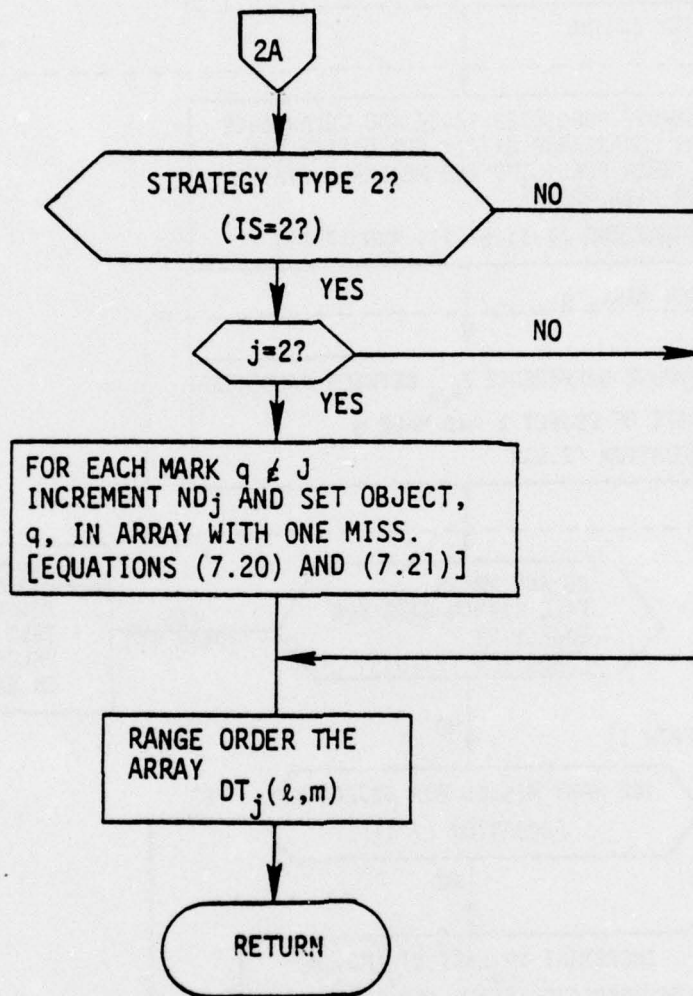 2A
STRATEGY TYPE 2?
(IS=2?)
NO
YES
j=2?
NO
YES
FOR EACH MARK q ∉ J
INCREMENT NDj AND SET OBJECT,
q, IN ARRAY WITH ONE MISS.
[EQUATIONS (7.20) AND (7.21)]
RANGE ORDER THE
ARRAY
DTj(ℓ,m)
RETURN